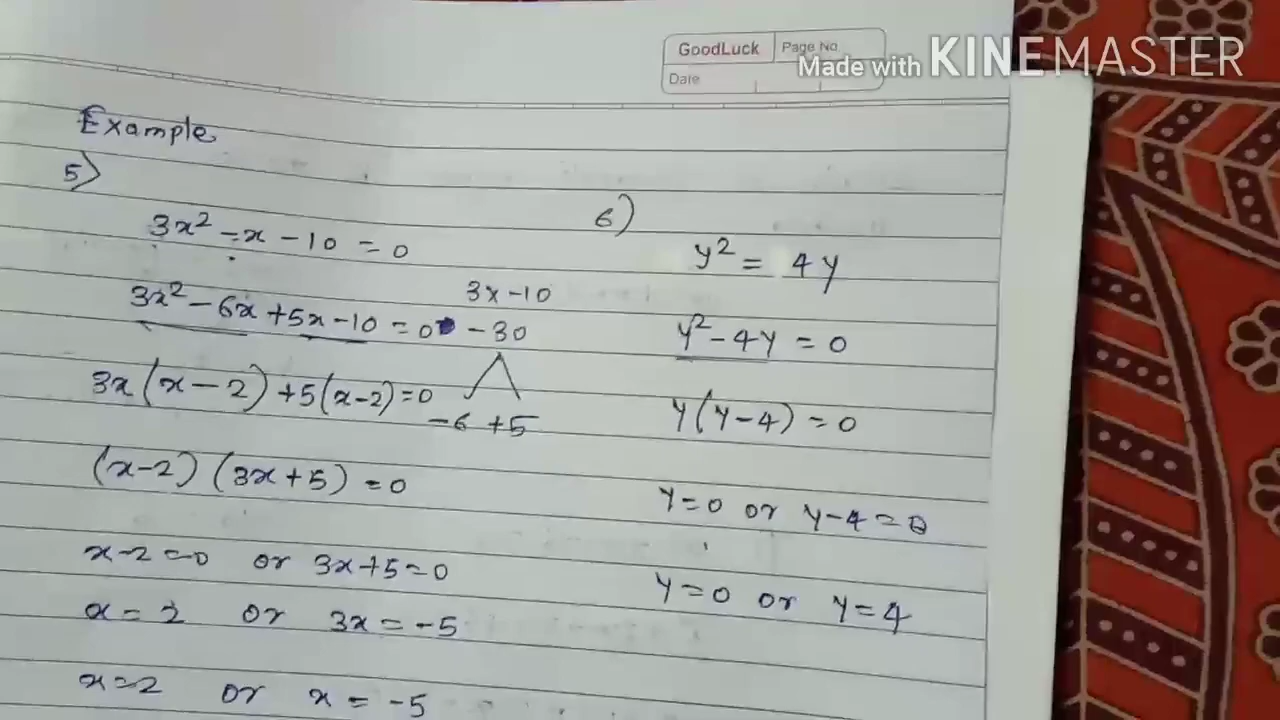 GoodLuck
Page No
Date
Made with KINEMASTER
Example
5)
3x² - x - 10 = 0
3x² - 6x + 5x - 10 = 0
3x - 10
- 30
-6 +5
3x(x - 2) + 5(x - 2) = 0
(x-2) (3x+5) = 0
x-2=0 or 3x+5=0
x = 2 or 3x = -5
x=2 or x = -5
6)
y² = 4y
y² - 4y = 0
y(y-4) = 0
y=0 or y-4=0
y=0 or y=4